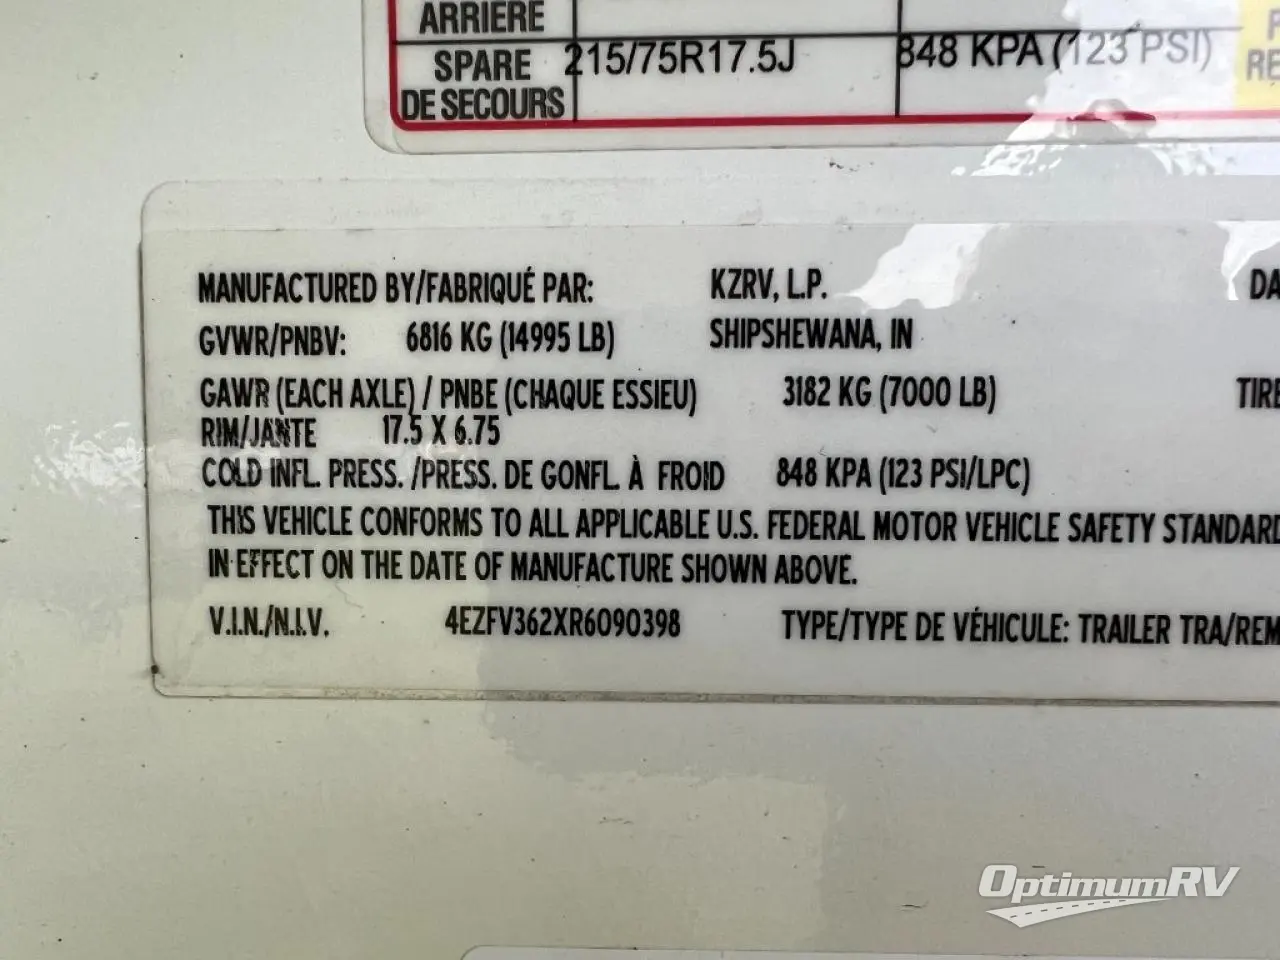 ARRIÈRE
SPARE 215/75R17.5J 848 KPA (123 PSI)
DE SECOURS
MANUFACTURED BY/FABRIQUÉ PAR: KZRV, L.P. DA
GVWR/PNBV: 6816 KG (14995 LB) SHIPSHEWANA, IN
GAWR (EACH AXLE) / PNBE (CHAQUE ESSIEU) 3182 KG (7000 LB) TIRE
RIM/JANTE 17.5 X 6.75
COLD INFL. PRESS. /PRESS. DE GONFL. À FROID 848 KPA (123 PSI/LPC)
THIS VEHICLE CONFORMS TO ALL APPLICABLE U.S. FEDERAL MOTOR VEHICLE SAFETY STANDARD
IN EFFECT ON THE DATE OF MANUFACTURE SHOWN ABOVE.
V.I.N./N.I.V. 4EZFV362XR6090398 TYPE/TYPE DE VÉHICULE: TRAILER TRA/REM
OptimumRV